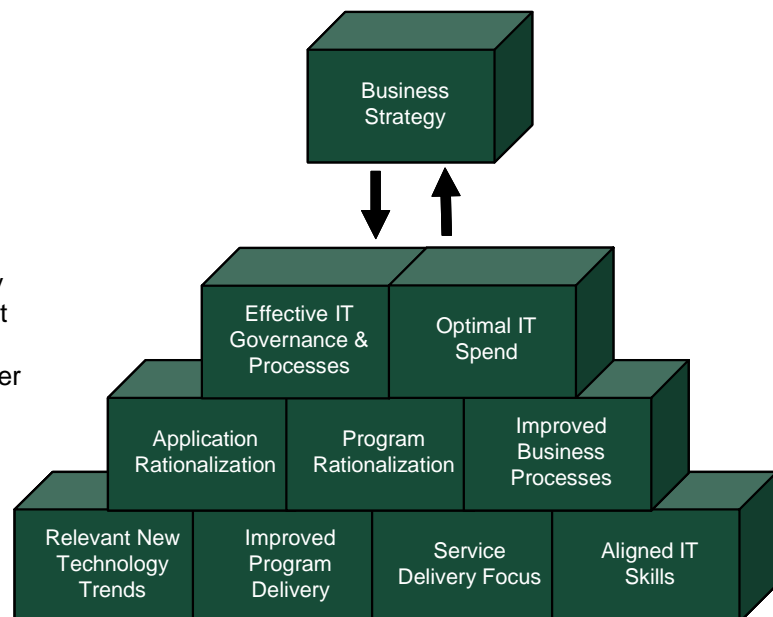 Business
Strategy
y
t
er
Effective IT
Governance &
Processes
Optimal IT
Spend
Application
Rationalization
Program
Rationalization
Improved
Business
Processes
Relevant New
Technology
Trends
Improved
Program
Delivery
Service
Delivery Focus
Aligned IT
Skills